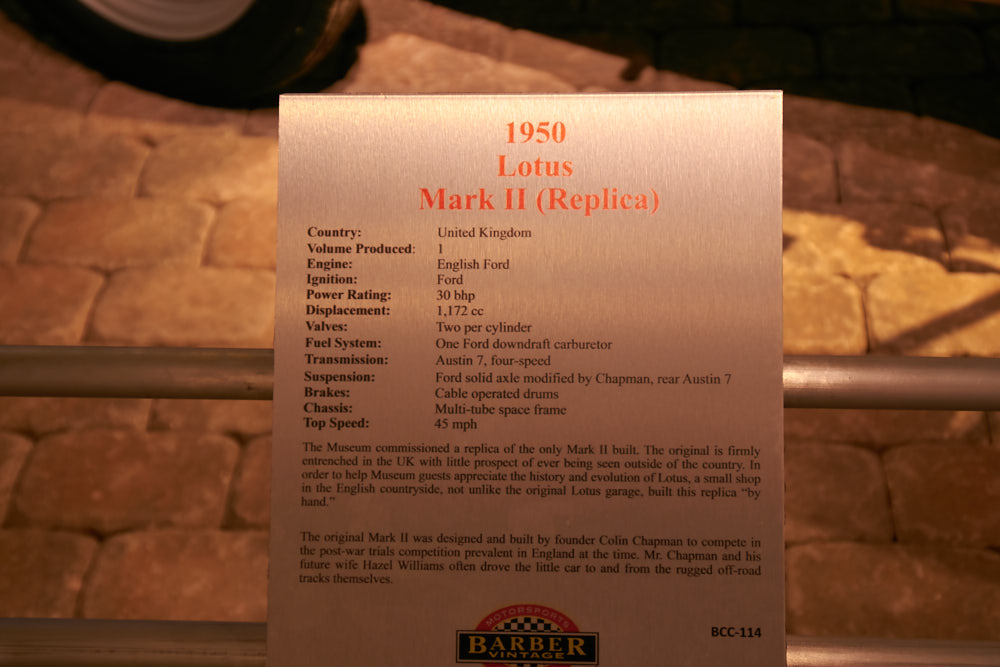 1950
Lotus
Mark II (Replica)
Country: United Kingdom
Volume Produced: 1
Engine: English Ford
Ignition: Ford
Power Rating: 30 bhp
Displacement: 1,172 cc
Valves: Two per cylinder
Fuel System: One Ford downdraft carburetor
Transmission: Austin 7, four-speed
Suspension: Ford solid axle modified by Chapman, rear Austin 7
Brakes: Cable operated drums
Chassis: Multi-tube space frame
Top Speed: 45 mph
The Museum commissioned a replica of the only Mark II built. The original is firmly
entrenched in the UK with little prospect of ever being seen outside of the country. In
order to help Museum guests appreciate the history and evolution of Lotus, a small shop
in the English countryside, not unlike the original Lotus garage, built this replica “by
hand.”
The original Mark II was designed and built by founder Colin Chapman to compete in
the post-war trials competition prevalent in England at the time. Mr. Chapman and his
future wife Hazel Williams often drove the little car to and from the rugged off-road
tracks themselves.
MOTORSPORTS
BARBER
VINTAGE
BCC-114